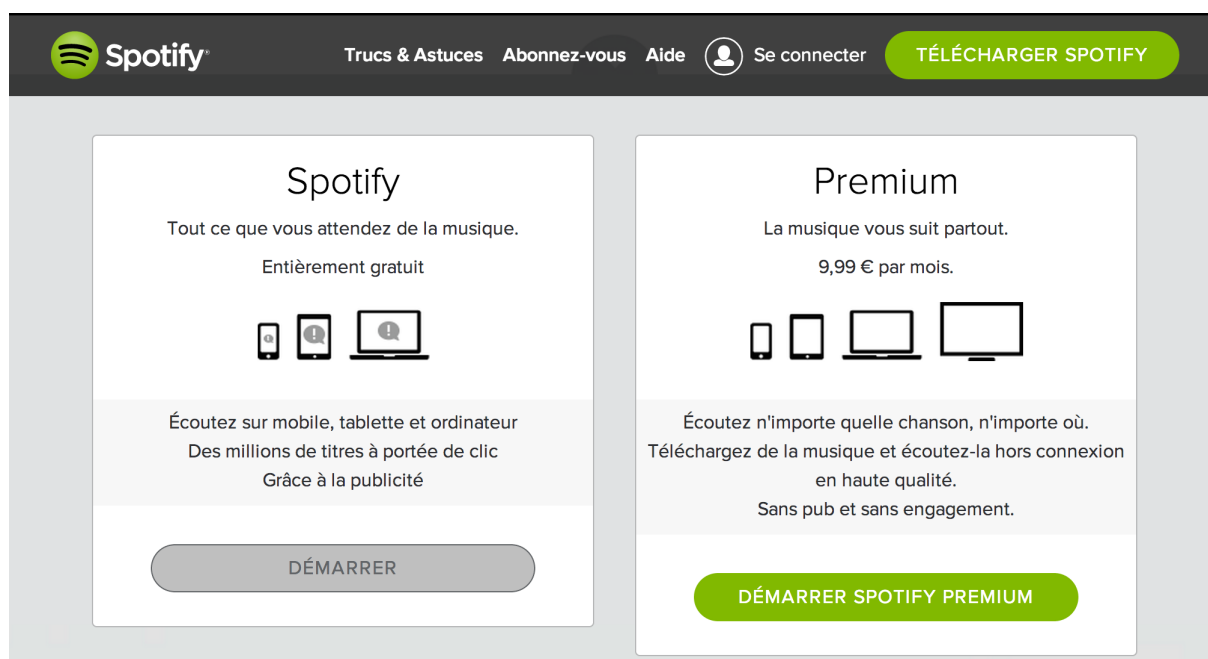 Spotify
Trucs & Astuces Abonnez-vous Aide Se connecter TÉLÉCHARGER SPOTIFY
Spotify
Tout ce que vous attendez de la musique.
Entièrement gratuit
Écoutez sur mobile, tablette et ordinateur
Des millions de titres à portée de clic
Grâce à la publicité
DÉMARRER
Premium
La musique vous suit partout.
9,99 € par mois.
Écoutez n'importe quelle chanson, n'importe où.
Téléchargez de la musique et écoutez-la hors connexion
en haute qualité.
Sans pub et sans engagement.
DÉMARRER SPOTIFY PREMIUM